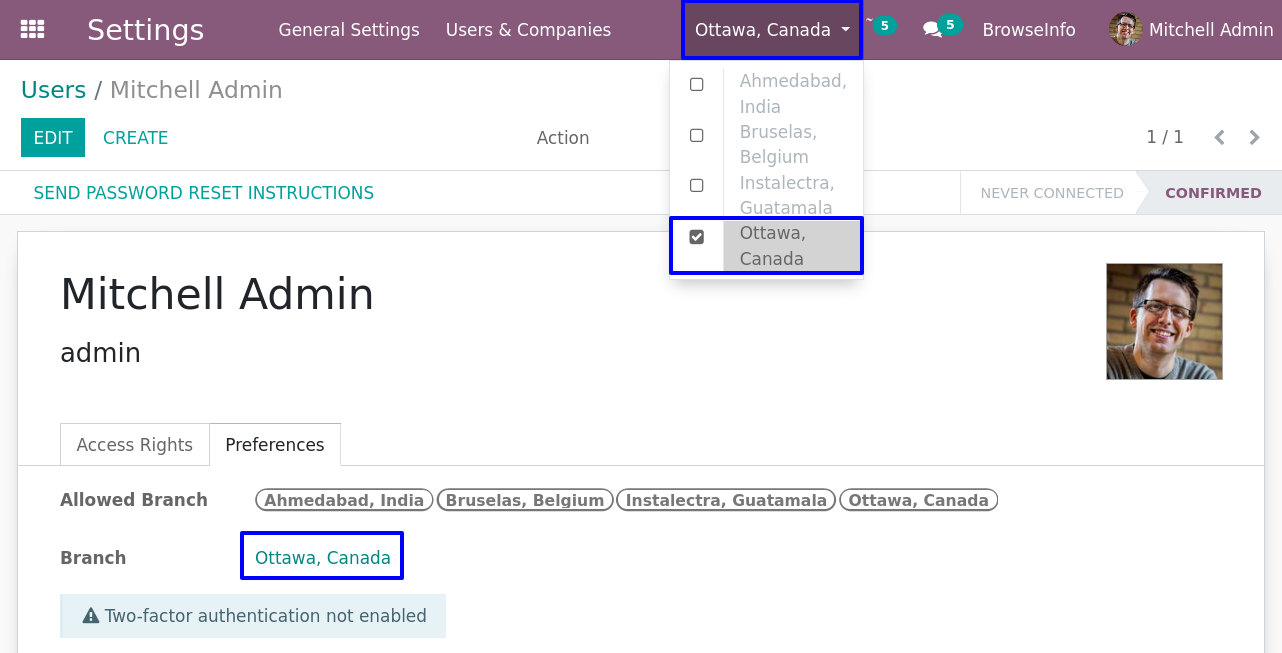 Settings
General Settings
Users & Companies
Ottawa, Canada
5
5
BrowseInfo
Mitchell Admin
Ahmedabad,
India
Bruselas,
Belgium
Instalectra,
Guatamala
Ottawa,
Canada
Users / Mitchell Admin
EDIT
CREATE
Action
1 / 1
SEND PASSWORD RESET INSTRUCTIONS
NEVER CONNECTED
CONFIRMED
Mitchell Admin
admin
Access Rights
Preferences
Allowed Branch
Ahmedabad, India
Bruselas, Belgium
Instalectra, Guatamala
Ottawa, Canada
Branch
Ottawa, Canada
Two-factor authentication not enabled